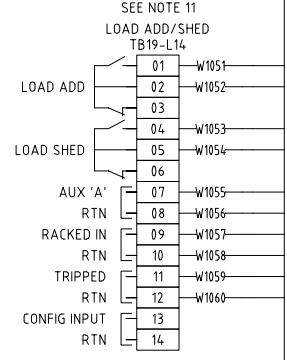 SEE NOTE 11
LOAD ADD/SHED
TB19-L14
01 W1051
LOAD ADD 02 W1052
03
04 W1053
LOAD SHED 05 W1054
06
AUX 'A' 07 W1055
RTN 08 W1056
RACKED IN 09 W1057
RTN 10 W1058
TRIPPED 11 W1059
RTN 12 W1060
CONFIG INPUT 13
RTN 14